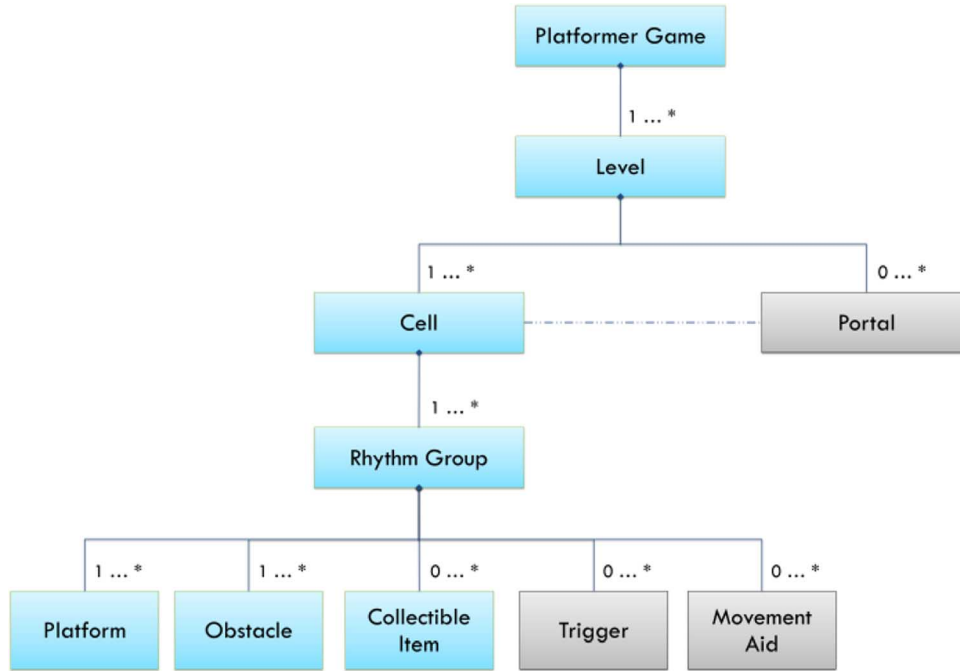 Platformer Game
1 ... *
Level
1 ... *
0 ... *
Cell
Portal
1 ... *
Rhythm Group
1 ... *
1 ... *
0 ... *
0 ... *
0 ... *
Platform
Obstacle
Collectible
Item
Trigger
Movement
Aid